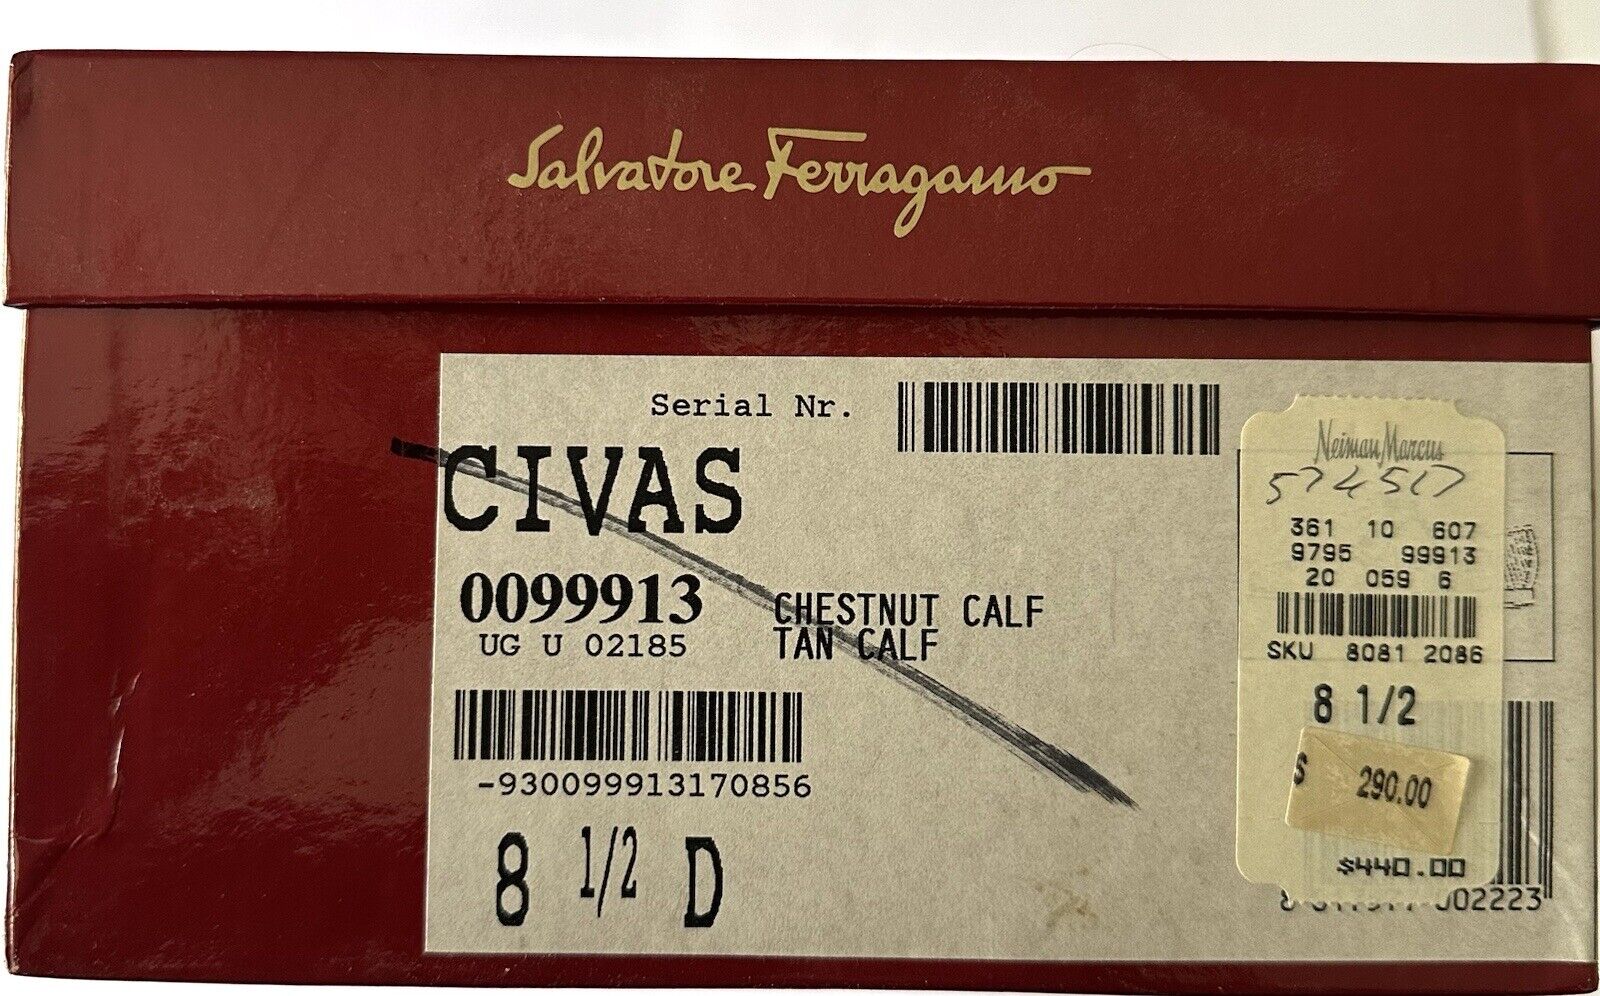 Salvatore Ferragamo
Serial Nr.
CIVAS
0099913
UG U 02185
CHESTNUT CALF
TAN CALF
-930099913170856
8 1/2 D
Neiman Marcus
574517
361 10 607
9795 99913
20 059 6
SKU 8081 2086
8 1/2
290.00
$440.00
002223